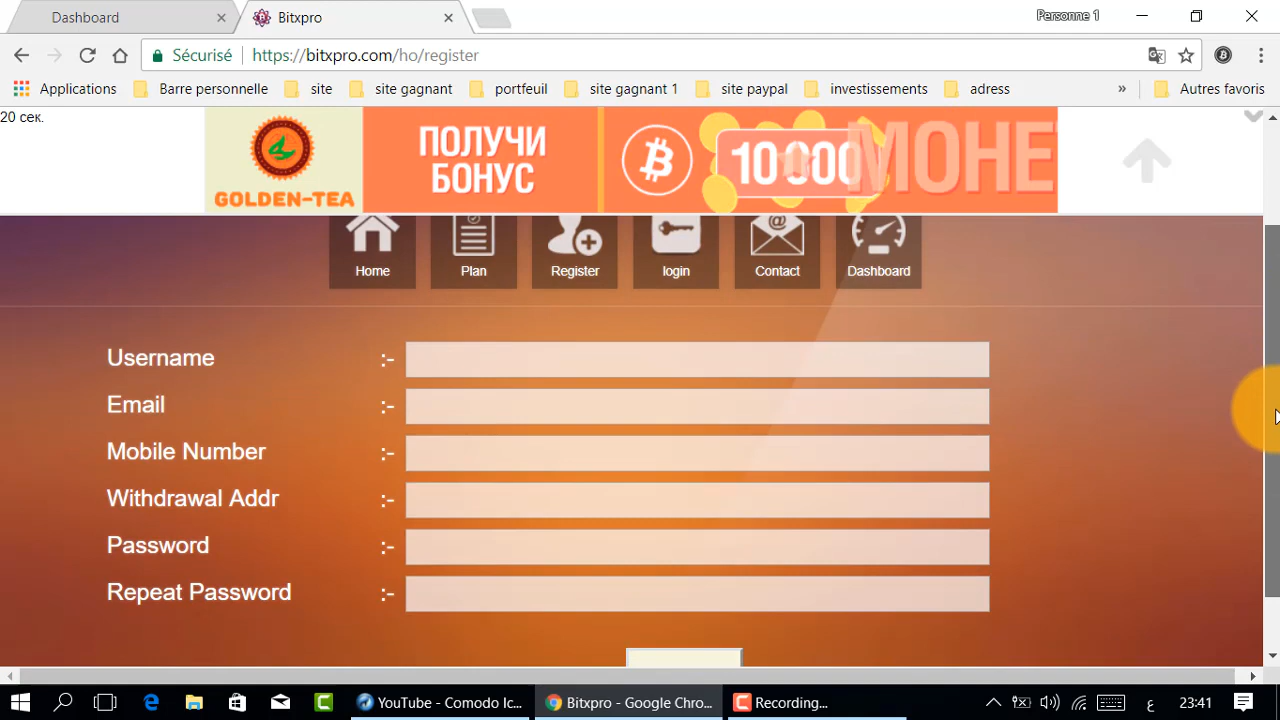 Dashboard
Bitxpro
Personne 1
Sécurisé
https://bitxpro.com/ho/register
Applications
Barre personnelle
site
site gagnant
portfeuil
site gagnant 1
site paypal
investissements
adress
»
Autres favoris
20 сек.
GOLDEN-TEA
ПОЛУЧИ
БОНУС
10 000
МОНЕ
Home
Plan
Register
login
Contact
Dashboard
Username :-
Email :-
Mobile Number :-
Withdrawal Addr :-
Password :-
Repeat Password :-
YouTube - Comodo Ic...
Bitxpro - Google Chro...
Recording...
ع
23:41